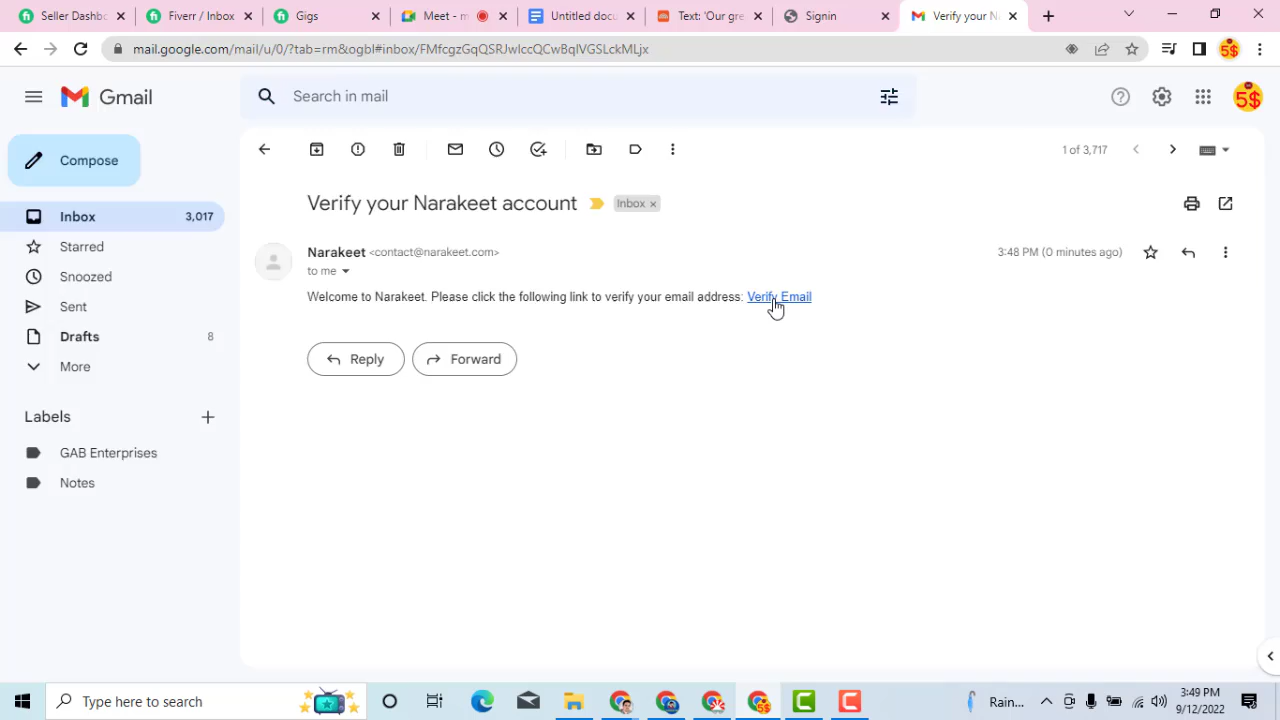 Seller Dashb
Fiverr / Inbox
Gigs
Meet - m
Untitled docu
Text: 'Our gre
Signin
Verify your N
mail.google.com/mail/u/0/?tab=rm&ogbl#inbox/FMfcgzGqQSRJwlccQCwBqlVGSLckMLjx
5$
Gmail
Search in mail
5$
Compose
1 of 3,717
Verify your Narakeet account
Inbox ×
Inbox 3,017
Starred
Narakeet <contact@narakeet.com>
3:48 PM (0 minutes ago)
to me
Snoozed
Welcome to Narakeet. Please click the following link to verify your email address: Verify Email
Sent
Drafts 8
Reply
Forward
More
Labels
GAB Enterprises
Notes
Type here to search
Rain...
3:49 PM
9/12/2022